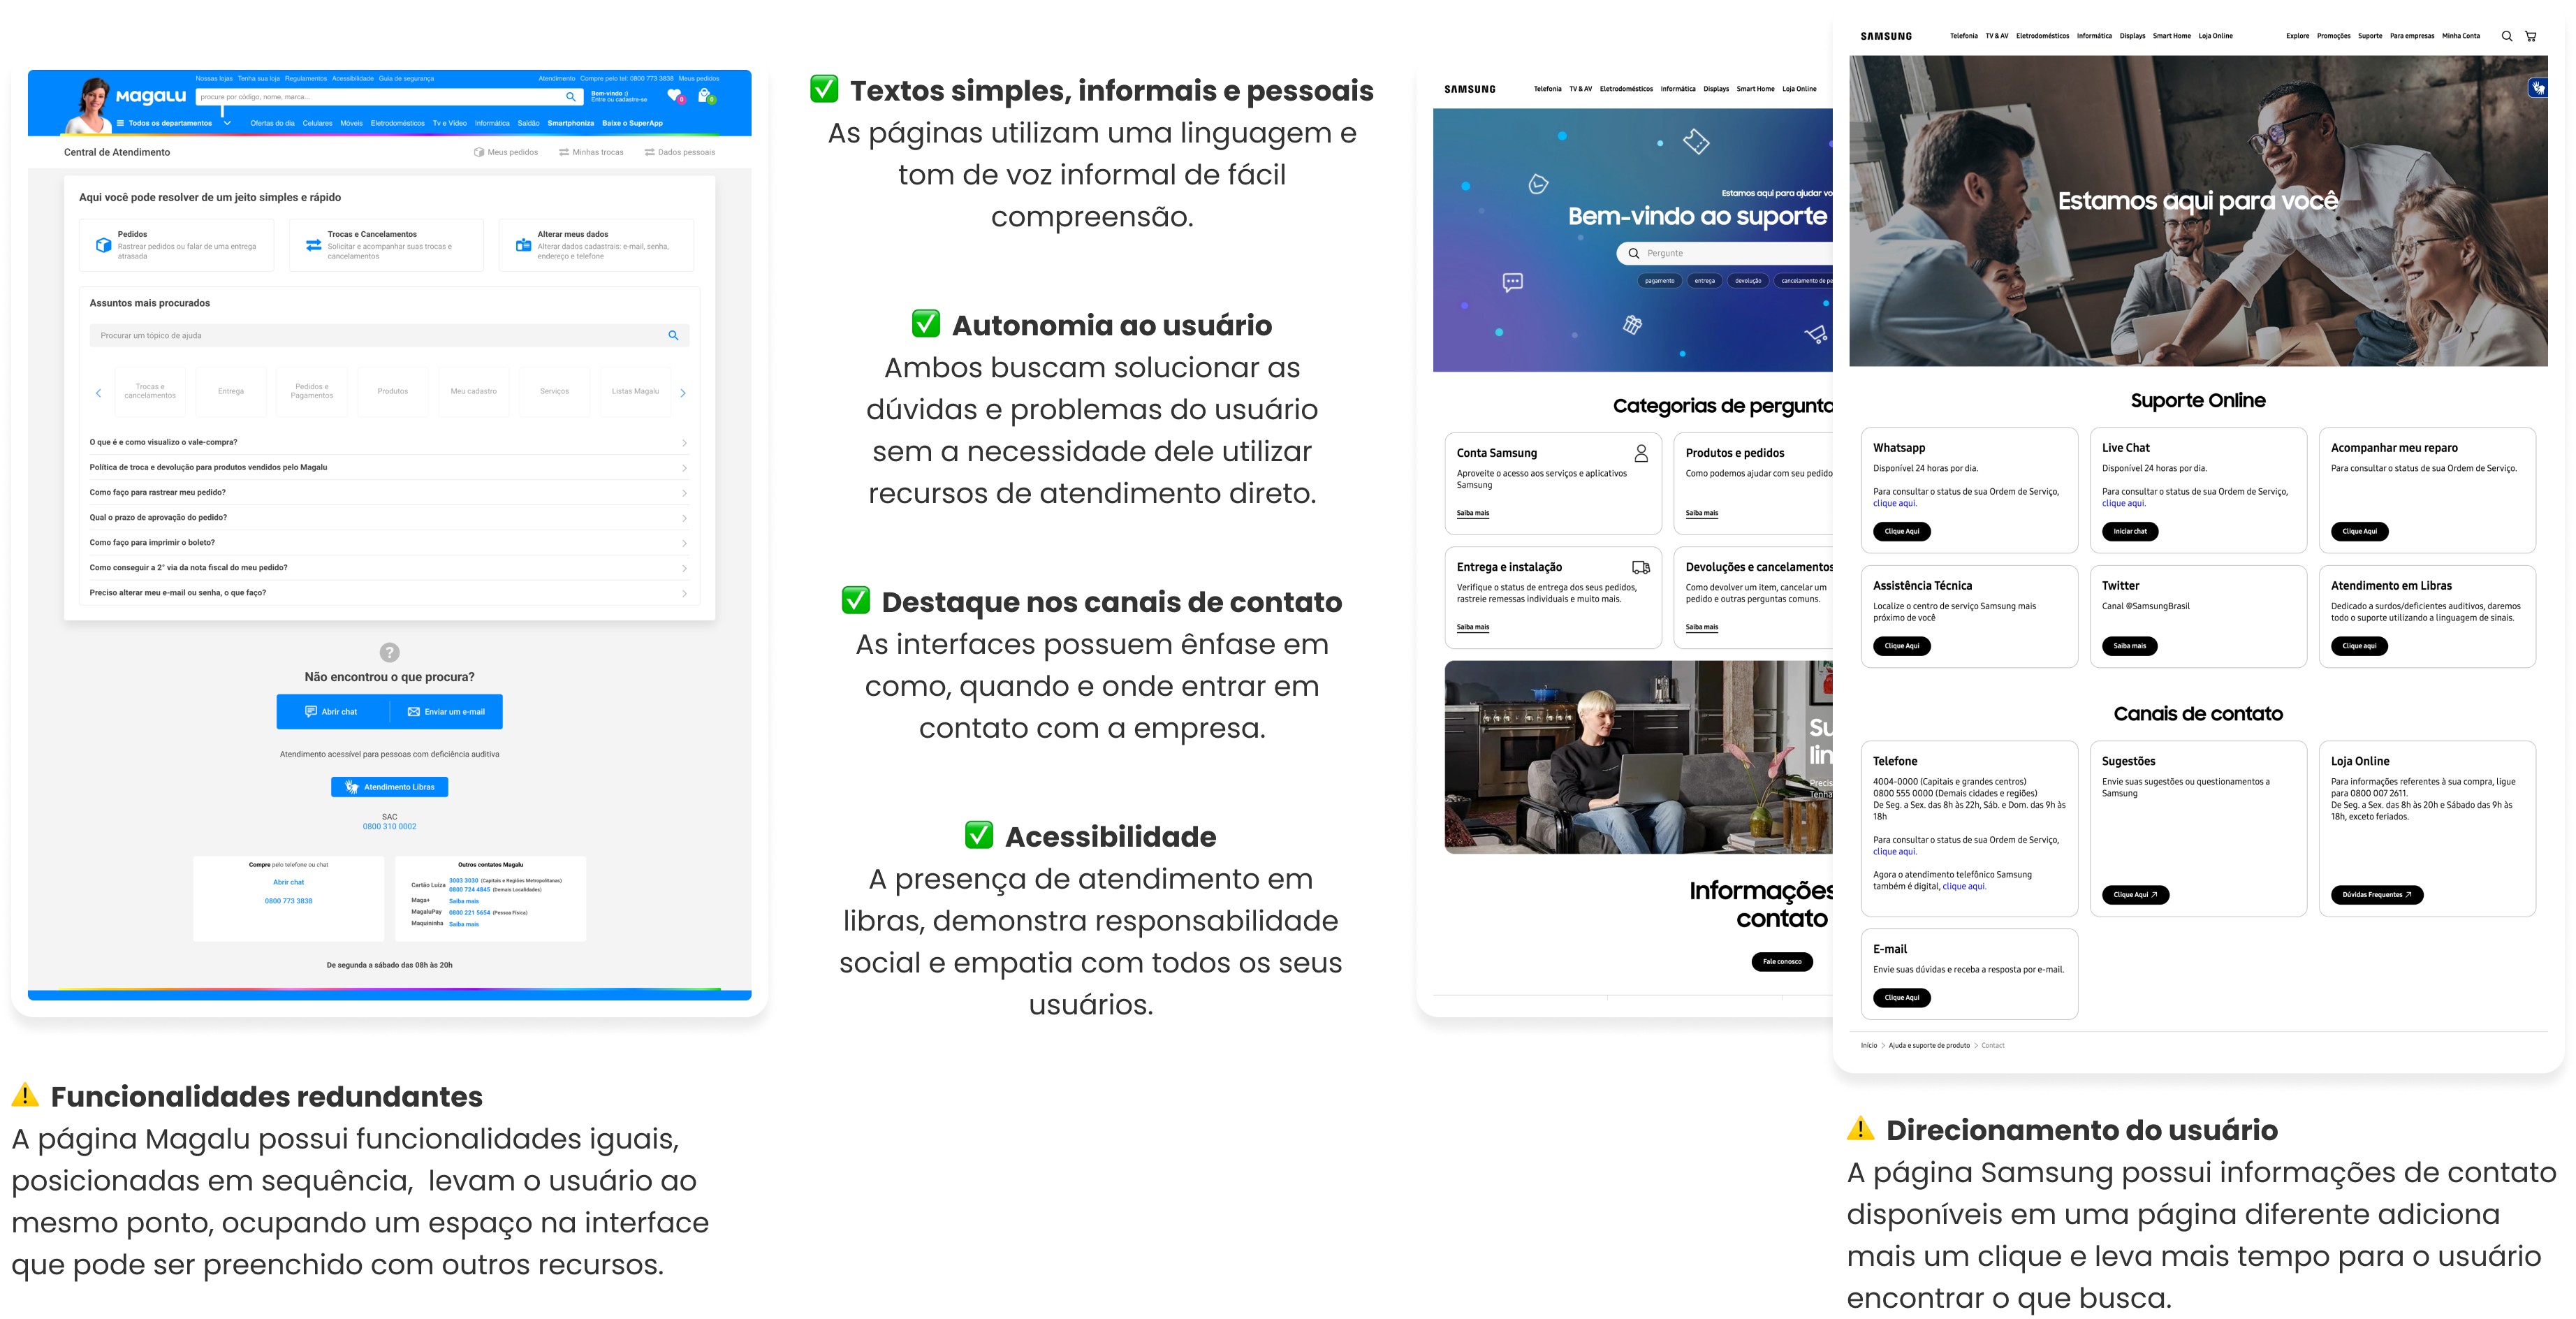 Nossas lojas Tenha sua loja Regulamentos Acessibilidade Guia de segurança
Atendimento Compre pelo tel: 0800 773 3838 Meus pedidos
Magalu
procure por código, nome, marca...
Bem-vindo :)
Entre ou cadastre-se
0
0
Todos os departamentos
Ofertas do dia Celulares Móveis Eletrodomésticos Tv e Vídeo Informática Saldão Smartphoniza Baixe o SuperApp
Central de Atendimento
Meus pedidos
Minhas trocas
Dados pessoais
Aqui você pode resolver de um jeito simples e rápido
Pedidos
Rastrear pedidos ou falar de uma entrega
atrasada
Trocas e Cancelamentos
Solicitar e acompanhar suas trocas e
cancelamentos
Alterar meus dados
Alterar dados cadastrais: e-mail, senha,
endereço e telefone
Assuntos mais procurados
Procurar um tópico de ajuda
Trocas e
cancelamentos
Entrega
Pedidos e
Pagamentos
Produtos
Meu cadastro
Serviços
Listas Magalu
O que é e como visualizo o vale-compra?
Política de troca e devolução para produtos vendidos pelo Magalu
Como faço para rastrear meu pedido?
Qual o prazo de aprovação do pedido?
Como faço para imprimir o boleto?
Como conseguir a 2° via da nota fiscal do meu pedido?
Preciso alterar meu e-mail ou senha, o que faço?
?
Não encontrou o que procura?
Abrir chat
Enviar um e-mail
Atendimento acessível para pessoas com deficiência auditiva
Atendimento Libras
SAC
0800 310 0002
Compre pelo telefone ou chat
Abrir chat
0800 773 3838
Outros contatos Magalu
Cartão Luiza
3003 3030 (Capitais e Regiões Metropolitanas)
0800 724 4845 (Demais Localidades)
Maga+ Saiba mais
MagaluPay 0800 221 5654 (Pessoa Física)
Maquininha Saiba mais
De segunda a sábado das 08h às 20h
⚠️ Funcionalidades redundantes
A página Magalu possui funcionalidades iguais,
posicionadas em sequência, levam o usuário ao
mesmo ponto, ocupando um espaço na interface
que pode ser preenchido com outros recursos.
✅ Textos simples, informais e pessoais
As páginas utilizam uma linguagem e
tom de voz informal de fácil
compreensão.
✅ Autonomia ao usuário
Ambos buscam solucionar as
dúvidas e problemas do usuário
sem a necessidade dele utilizar
recursos de atendimento direto.
✅ Destaque nos canais de contato
As interfaces possuem ênfase em
como, quando e onde entrar em
contato com a empresa.
✅ Acessibilidade
A presença de atendimento em
libras, demonstra responsabilidade
social e empatia com todos os seus
usuários.
SAMSUNG
Telefonia TV & AV Eletrodomésticos Informática Displays Smart Home Loja Online
Estamos aqui para ajudar vo
Bem-vindo ao suporte
Pergunte
pagamento
entrega
devolução
cancelamento de pe
Categorias de pergunta
Conta Samsung
Aproveite o acesso aos serviços e aplicativos
Samsung
Saiba mais
Produtos e pedidos
Como podemos ajudar com seu pedido
Saiba mais
Entrega e instalação
Verifique o status de entrega dos seus pedidos,
rastreie remessas individuais e muito mais.
Saiba mais
Devoluções e cancelamentos
Como devolver um item, cancelar um
pedido e outras perguntas comuns.
Saiba mais
Su
lin
Precis
Tenha
Informações
contato
Fale conosco
SAMSUNG
Telefonia TV & AV Eletrodomésticos Informática Displays Smart Home Loja Online
Explore Promoções Suporte Para empresas Minha Conta
Estamos aqui para você
Suporte Online
Whatsapp
Disponível 24 horas por dia.
Para consultar o status de sua Ordem de Serviço,
clique aqui.
Clique Aqui
Live Chat
Disponível 24 horas por dia.
Para consultar o status de sua Ordem de Serviço,
clique aqui.
Iniciar chat
Acompanhar meu reparo
Para consultar o status de sua Ordem de Serviço.
Clique Aqui
Assistência Técnica
Localize o centro de serviço Samsung mais
próximo de você
Clique Aqui
Twitter
Canal @SamsungBrasil
Saiba mais
Atendimento em Libras
Dedicado a surdos/deficientes auditivos, daremos
todo o suporte utilizando a linguagem de sinais.
Clique aqui
Canais de contato
Telefone
4004-0000 (Capitais e grandes centros)
0800 555 0000 (Demais cidades e regiões)
De Seg. a Sex. das 8h às 22h, Sáb. e Dom. das 9h às
18h
Para consultar o status de sua Ordem de Serviço,
clique aqui.
Agora o atendimento telefônico Samsung
também é digital, clique aqui.
Sugestões
Envie suas sugestões ou questionamentos a
Samsung
Clique Aqui
Loja Online
Para informações referentes à sua compra, ligue
para 0800 007 2611.
De Seg. a Sex. das 8h às 20h e Sábado das 9h às
18h, exceto feriados.
Dúvidas Frequentes
E-mail
Envie suas dúvidas e receba a resposta por e-mail.
Clique Aqui
Início > Ajuda e suporte de produto > Contact
⚠️ Direcionamento do usuário
A página Samsung possui informações de contato
disponíveis em uma página diferente adiciona
mais um clique e leva mais tempo para o usuário
encontrar o que busca.